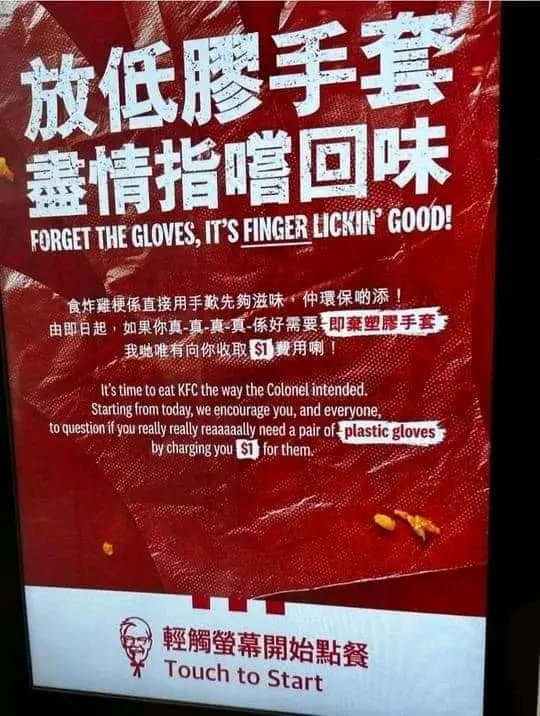 放低膠手套
盡情指嚐回味
FORGET THE GLOVES, IT'S FINGER LICKIN' GOOD!
食炸雞梗係直接用手歎先夠滋味，仲環保啲添！
由即日起，如果你真-真-真-真-係好需要 即棄塑膠手套
我哋唯有向你收取 $1 費用喇！
It's time to eat KFC the way the Colonel intended.
Starting from today, we encourage you, and everyone,
to question if you really really reaaaaally need a pair of plastic gloves
by charging you $1 for them.
輕觸螢幕開始點餐
Touch to Start